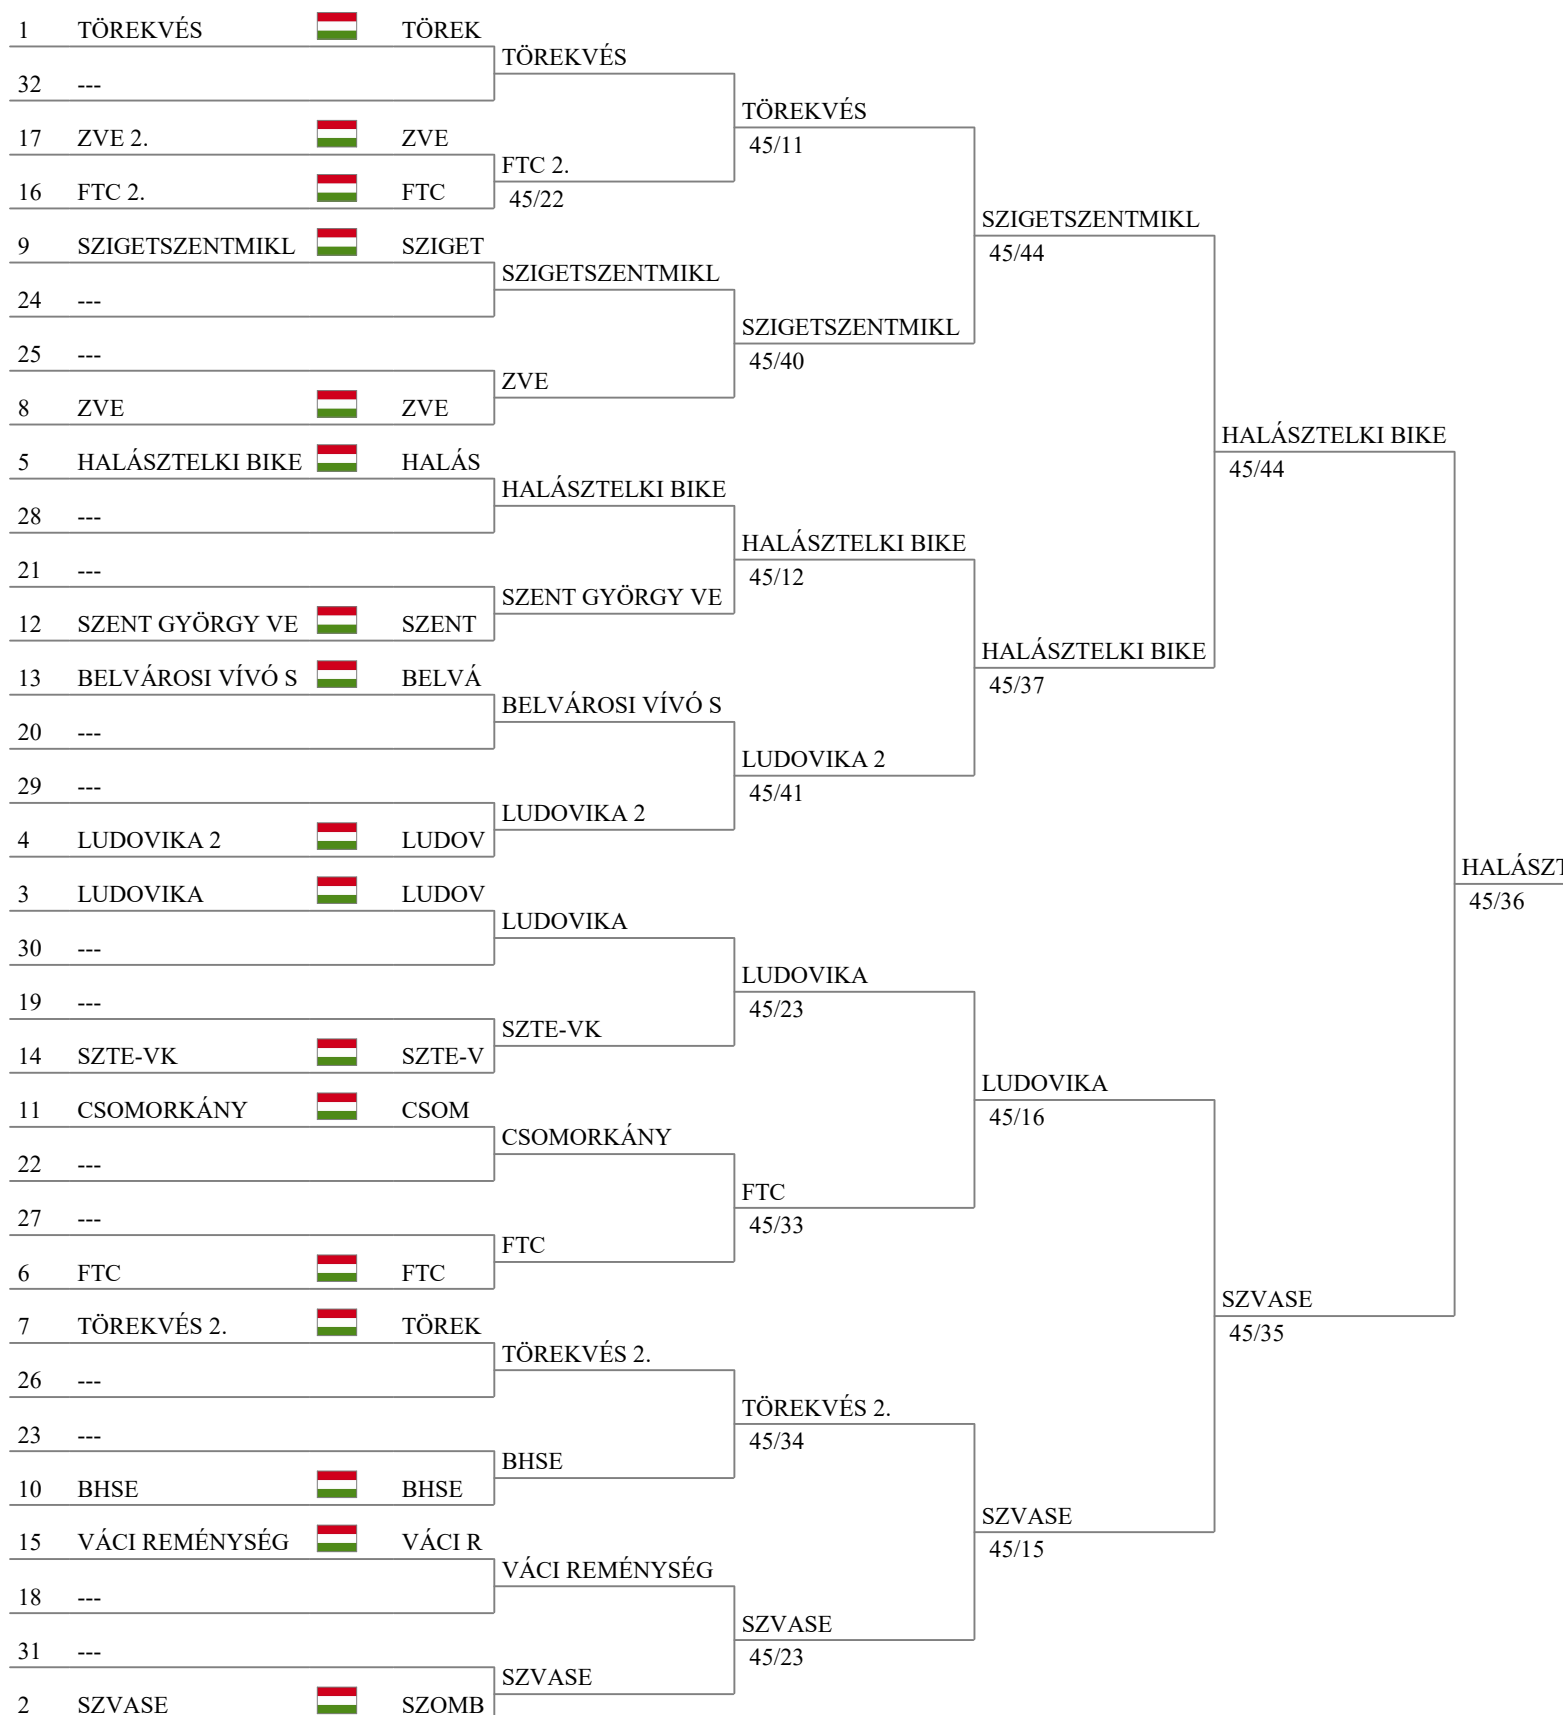 1 TÖREKVÉS TÖREK
TÖREKVÉS
32 ---
TÖREKVÉS
45/11
17 ZVE 2. ZVE
FTC 2.
45/22
16 FTC 2. FTC
SZIGETSZENTMIKL
45/44
9 SZIGETSZENTMIKL SZIGET
SZIGETSZENTMIKL
24 ---
SZIGETSZENTMIKL
45/40
25 ---
ZVE
8 ZVE ZVE
HALÁSZTELKI BIKE
45/44
5 HALÁSZTELKI BIKE HALÁS
HALÁSZTELKI BIKE
28 ---
HALÁSZTELKI BIKE
45/12
21 ---
SZENT GYÖRGY VE
12 SZENT GYÖRGY VE SZENT
HALÁSZTELKI BIKE
45/37
13 BELVÁROSI VÍVÓ S BELVÁ
BELVÁROSI VÍVÓ S
20 ---
LUDOVIKA 2
45/41
29 ---
LUDOVIKA 2
4 LUDOVIKA 2 LUDOV
HALÁSZT
45/36
3 LUDOVIKA LUDOV
LUDOVIKA
30 ---
LUDOVIKA
45/23
19 ---
SZTE-VK
14 SZTE-VK SZTE-V
LUDOVIKA
45/16
11 CSOMORKÁNY CSOM
CSOMORKÁNY
22 ---
FTC
45/33
27 ---
FTC
6 FTC FTC
SZVASE
45/35
7 TÖREKVÉS 2. TÖREK
TÖREKVÉS 2.
26 ---
TÖREKVÉS 2.
45/34
23 ---
BHSE
10 BHSE BHSE
SZVASE
45/15
15 VÁCI REMÉNYSÉG VÁCI R
VÁCI REMÉNYSÉG
18 ---
SZVASE
45/23
31 ---
SZVASE
2 SZVASE SZOMB